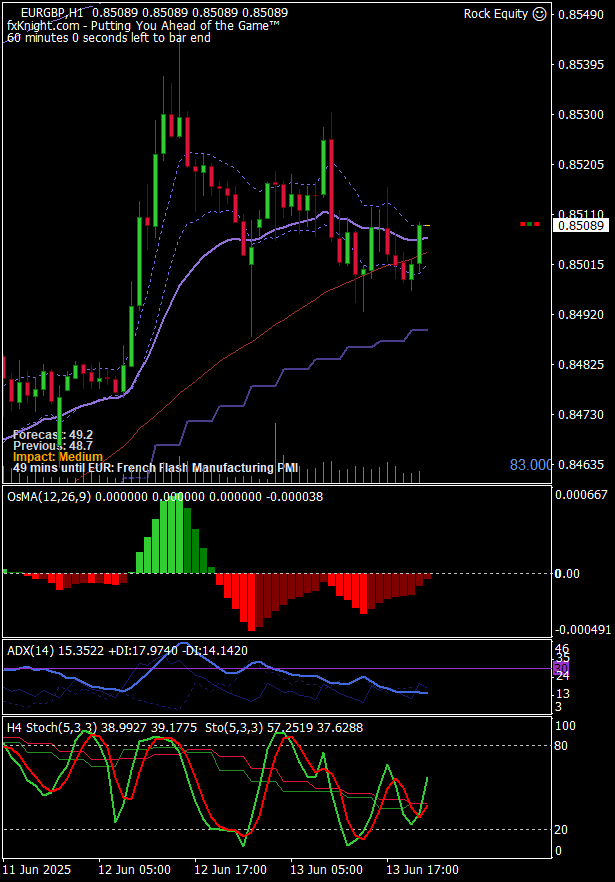 EURGBP,H1 0.85089 0.85089 0.85089 0.85089
Rock Equity
fxKnight.com - Putting You Ahead of the Game™
60 minutes 0 seconds left to bar end
0.85490
0.85395
0.85300
0.85205
0.85110
0.85089
0.85015
0.84920
0.84825
0.84730
0.84635
Forecast: 49.2
Previous: 48.7
Impact: Medium
49 mins until EUR: French Flash Manufacturing PMI
83.000
OsMA(12,26,9) 0.000000 0.000000 0.000000 -0.000038
0.000667
0.00
-0.000491
ADX(14) 15.3522 +DI:17.9740 -DI:14.1420
46
35
24
13
3
H4 Stoch(5,3,3) 38.9927 39.1775 Sto(5,3,3) 57.2519 37.6288
100
80
20
0
11 Jun 2025
12 Jun 05:00
12 Jun 17:00
13 Jun 05:00
13 Jun 17:00